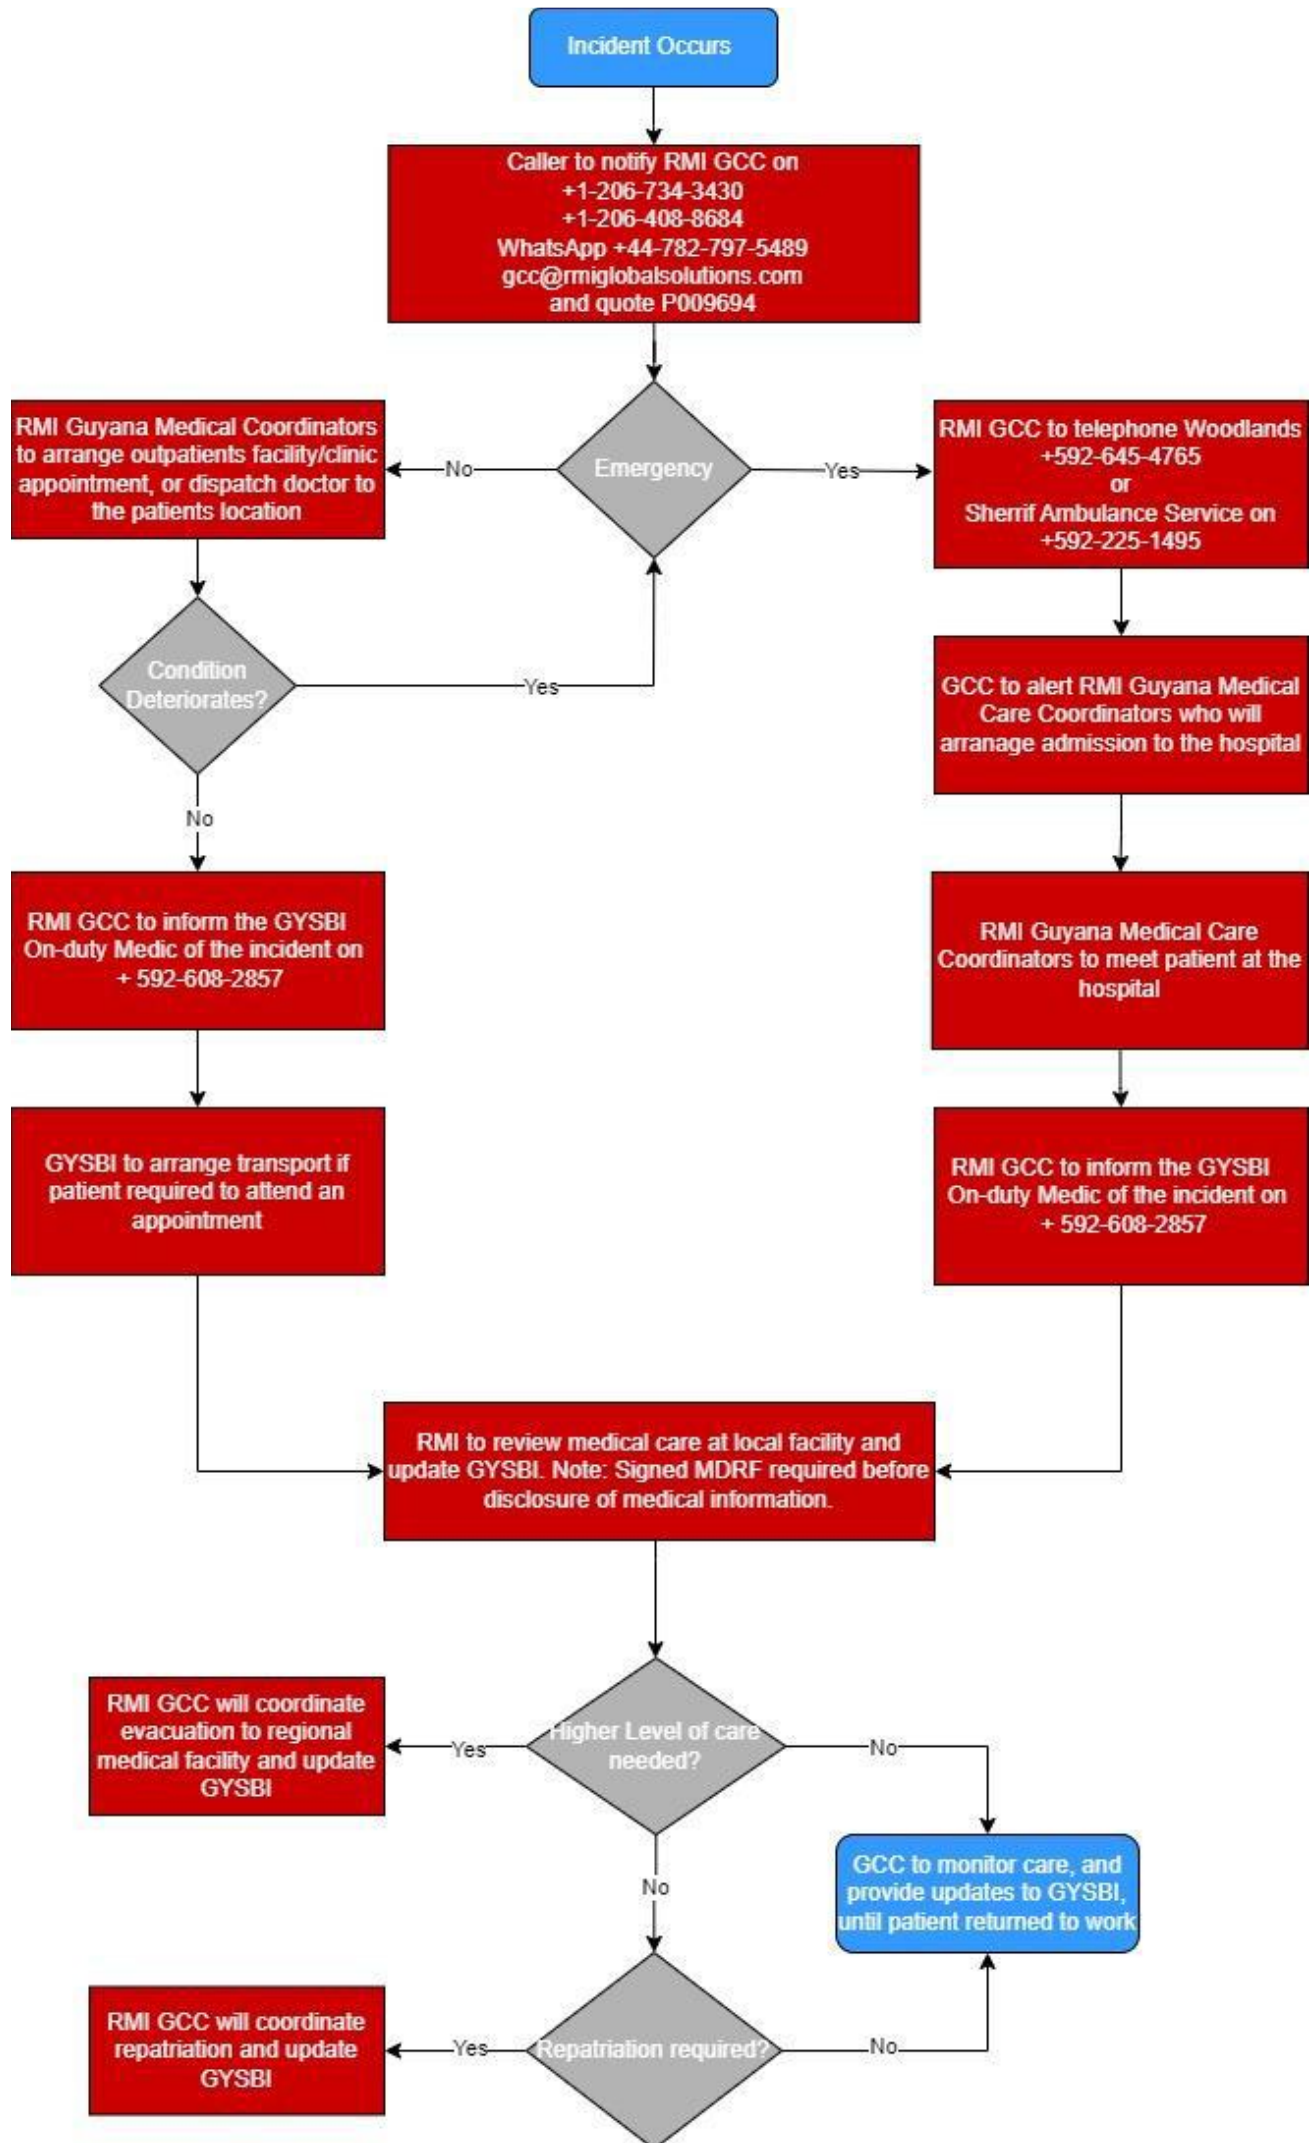 Incident Occurs
Caller to notify RMI GCC on
+1-206-734-3430
+1-206-408-8684
WhatsApp +44-782-797-5489
gcc@rmiglobalsolutions.com
and quote P009694
Emergency
No
Yes
RMI Guyana Medical Coordinators
to arrange outpatients facility/clinic
appointment, or dispatch doctor to
the patients location
RMI GCC to telephone Woodlands
+592-645-4765
or
Sherrif Ambulance Service on
+592-225-1495
Condition
Deteriorates?
Yes
No
GCC to alert RMI Guyana Medical
Care Coordinators who will
arranage admission to the hospital
RMI GCC to inform the GYSBI
On-duty Medic of the incident on
+ 592-608-2857
RMI Guyana Medical Care
Coordinators to meet patient at the
hospital
GYSBI to arrange transport if
patient required to attend an
appointment
RMI GCC to inform the GYSBI
On-duty Medic of the incident on
+ 592-608-2857
RMI to review medical care at local facility and
update GYSBI. Note: Signed MDRF required before
disclosure of medical information.
Higher Level of care
needed?
Yes
No
No
RMI GCC will coordinate
evacuation to regional
medical facility and update
GYSBI
GCC to monitor care, and
provide updates to GYSBI,
until patient returned to work
Repatriation required?
Yes
No
RMI GCC will coordinate
repatriation and update
GYSBI